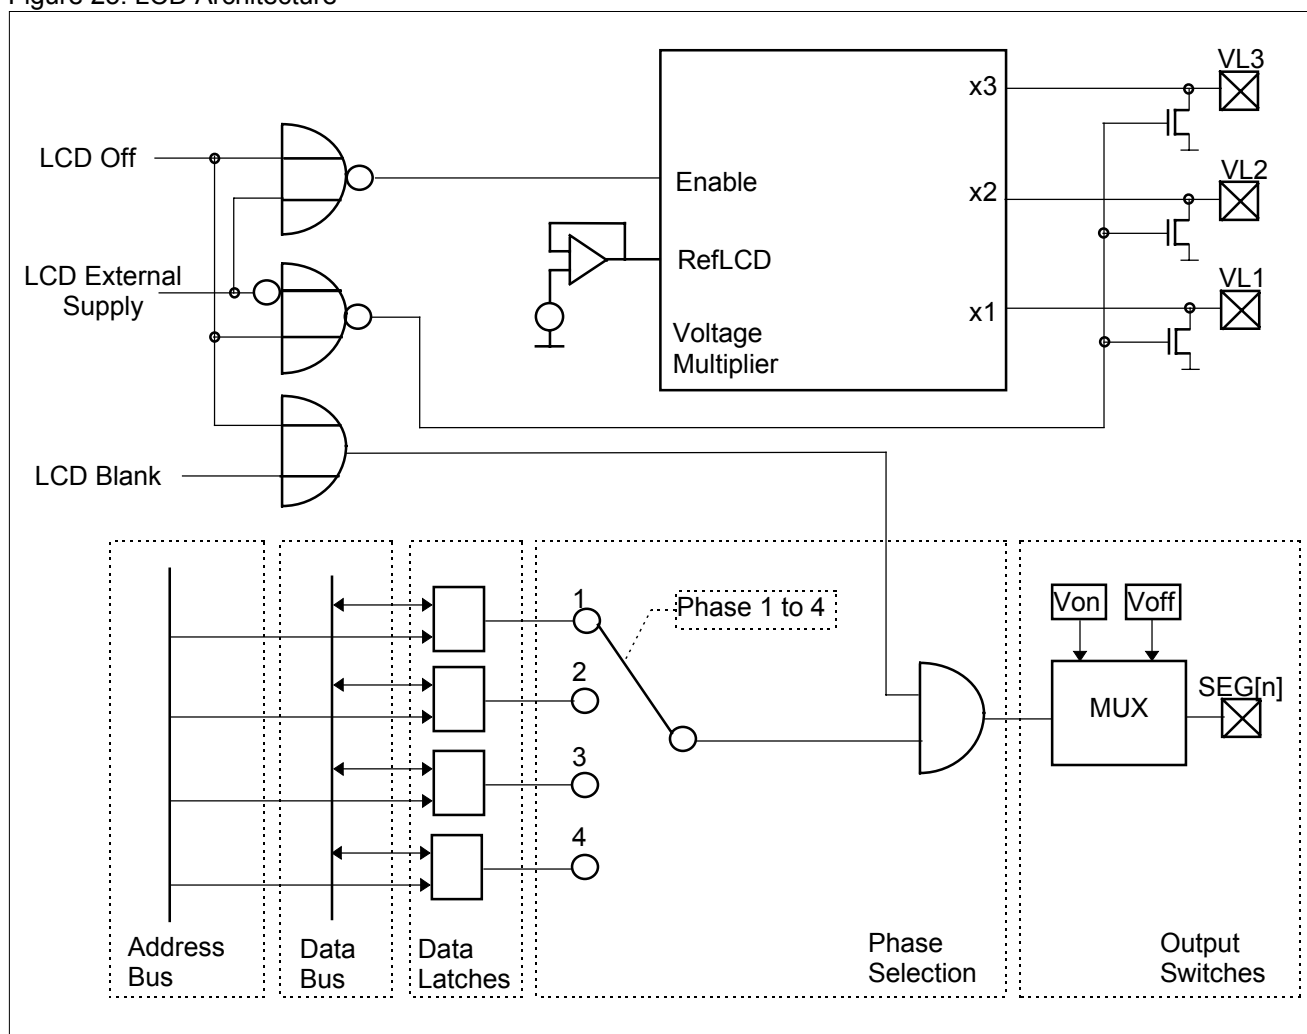 Figure 23. LCD Architecture
VL3
x3
LCD Off
VL2
Enable
x2
LCD External
Supply
RefLCD
VL1
x1
Voltage
Multiplier
LCD Blank
1
Phase 1 to 4
Von
Voff
2
SEG[n]
MUX
3
4
Address
Bus
Data
Bus
Data
Latches
Phase
Selection
Output
Switches